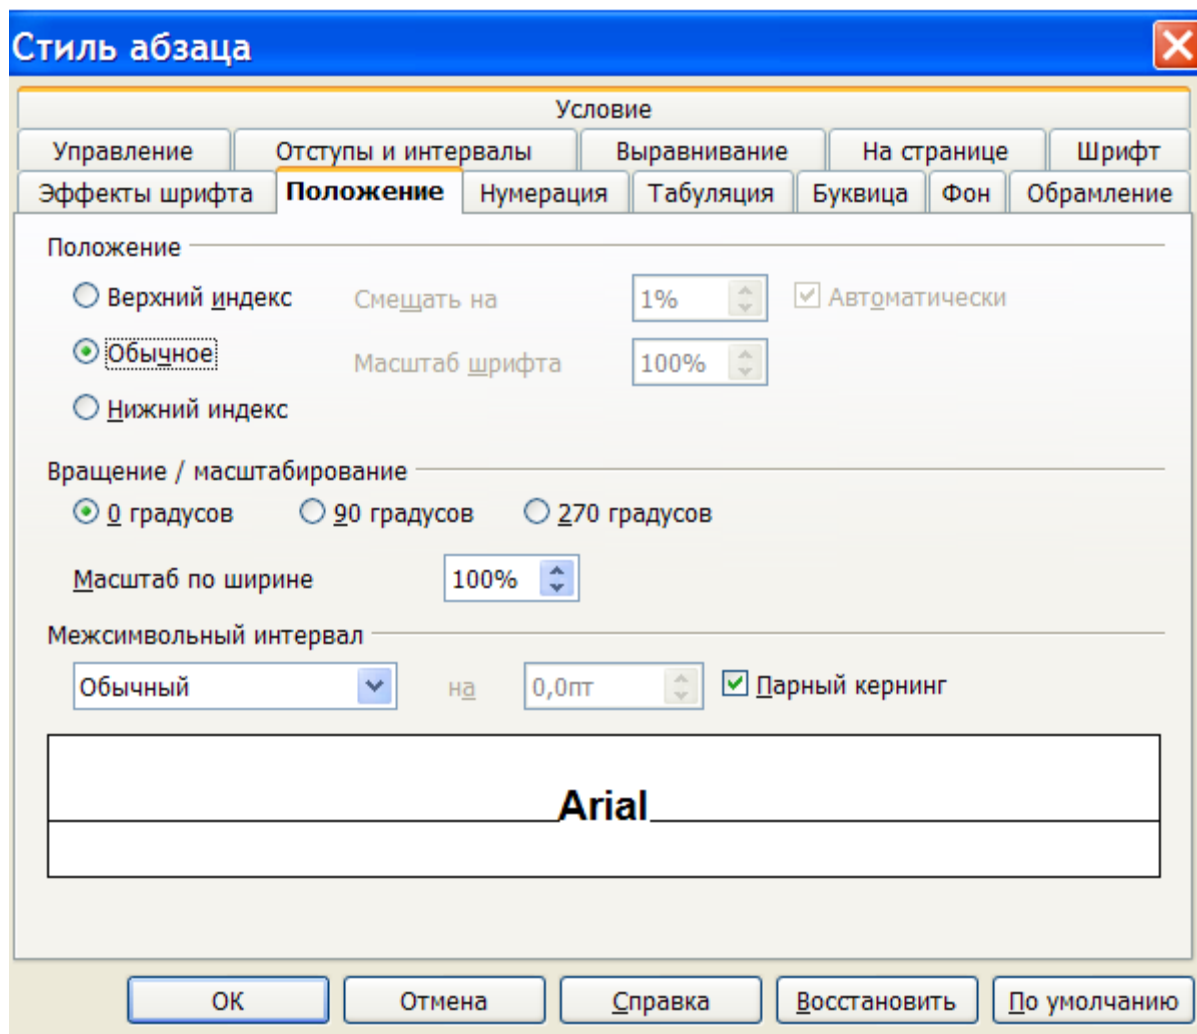 Стиль абзаца
Условие
Управление Отступы и интервалы Выравнивание На странице Шрифт
Эффекты шрифта Положение Нумерация Табуляция Буквица Фон Обрамление
Положение
Верхний индекс Смещать на 1% Автоматически
Обычное Масштаб шрифта 100%
Нижний индекс
Вращение / масштабирование
0 градусов 90 градусов 270 градусов
Масштаб по ширине 100%
Межсимвольный интервал
Обычный на 0,0пт Парный кернинг
Arial
ОК Отмена Справка Восстановить По умолчанию